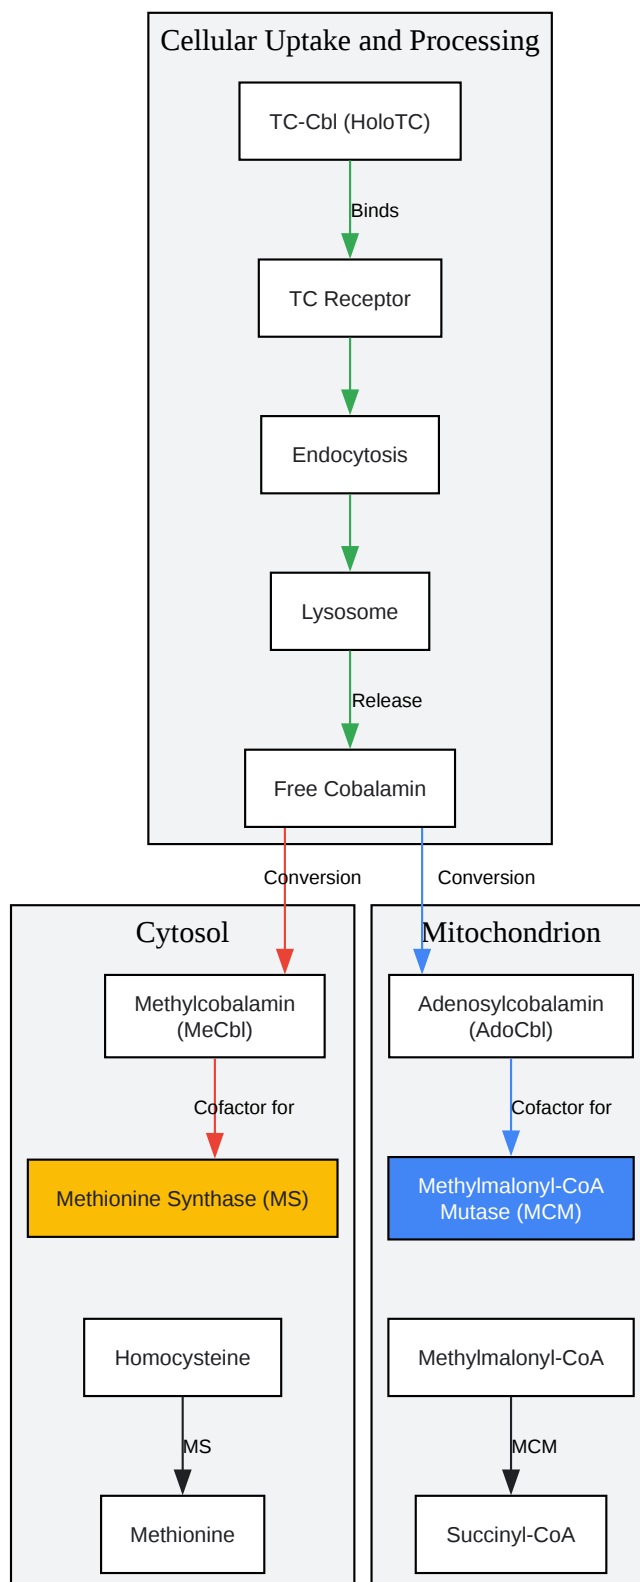 Cellular Uptake and Processing
TC-Cbl (HoloTC)
Binds
TC Receptor
Endocytosis
Lysosome
Release
Free Cobalamin
Conversion
Conversion
Cytosol
Methylcobalamin
(MeCbl)
Cofactor for
Methionine Synthase (MS)
Homocysteine
MS
Methionine
Mitochondrion
Adenosylcobalamin
(AdoCbl)
Cofactor for
Methylmalonyl-CoA
Mutase (MCM)
Methylmalonyl-CoA
MCM
Succinyl-CoA